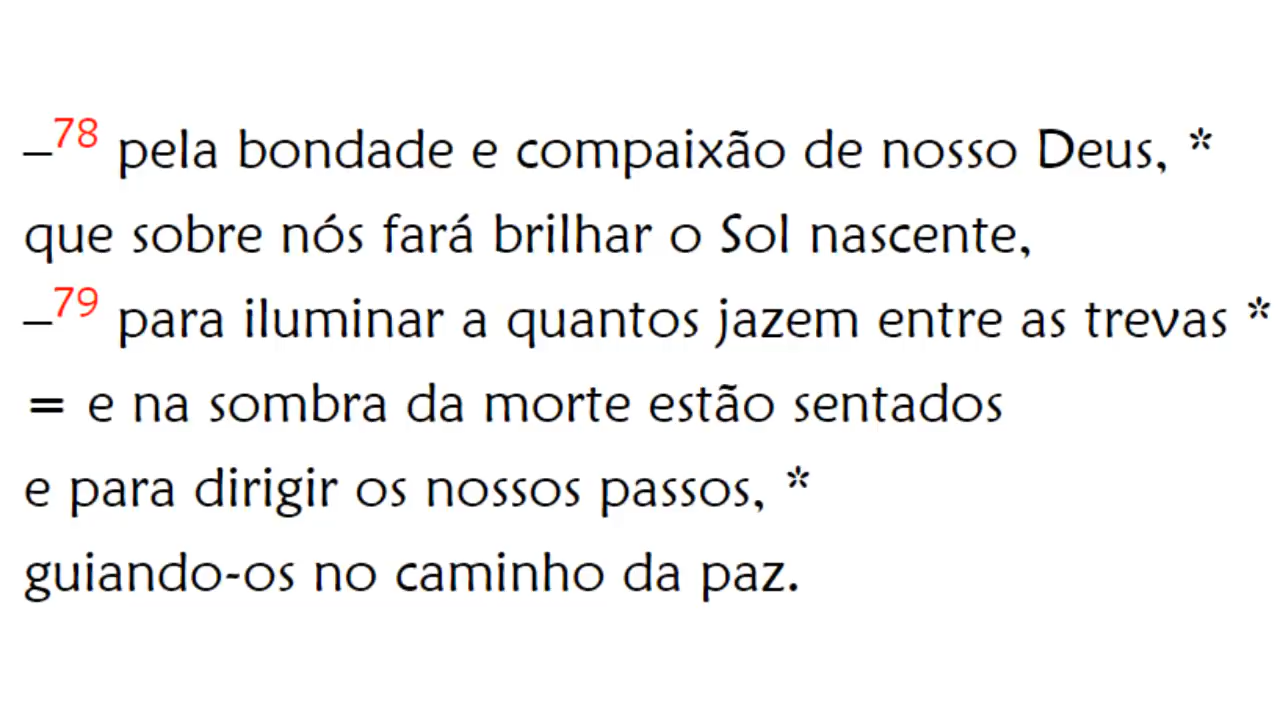 –78 pela bondade e compaixão de nosso Deus, *
que sobre nós fará brilhar o Sol nascente,
–79 para iluminar a quantos jazem entre as trevas *
= e na sombra da morte estão sentados
e para dirigir os nossos passos, *
guiando-os no caminho da paz.